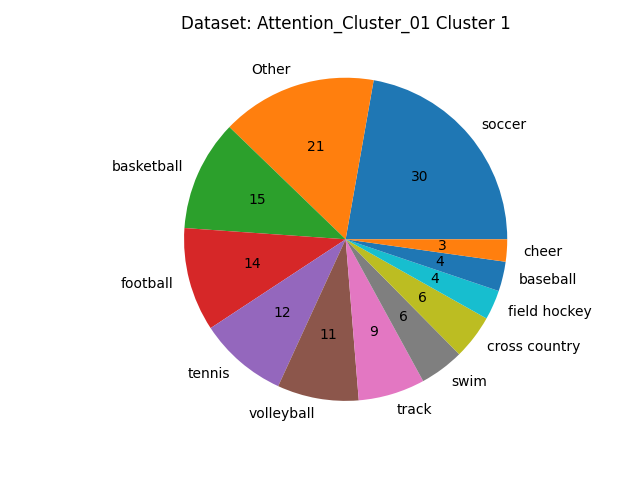 Dataset: Attention_Cluster_01 Cluster 1
Other
soccer
21
30
basketball
15
3
cheer
football
14
4
baseball
4
field hockey
tennis
12
6
cross country
volleyball
11
9
6
swim
track